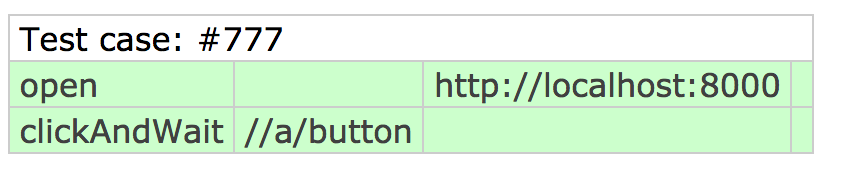 Test case: #777
open http://localhost:8000
clickAndWait //a/button